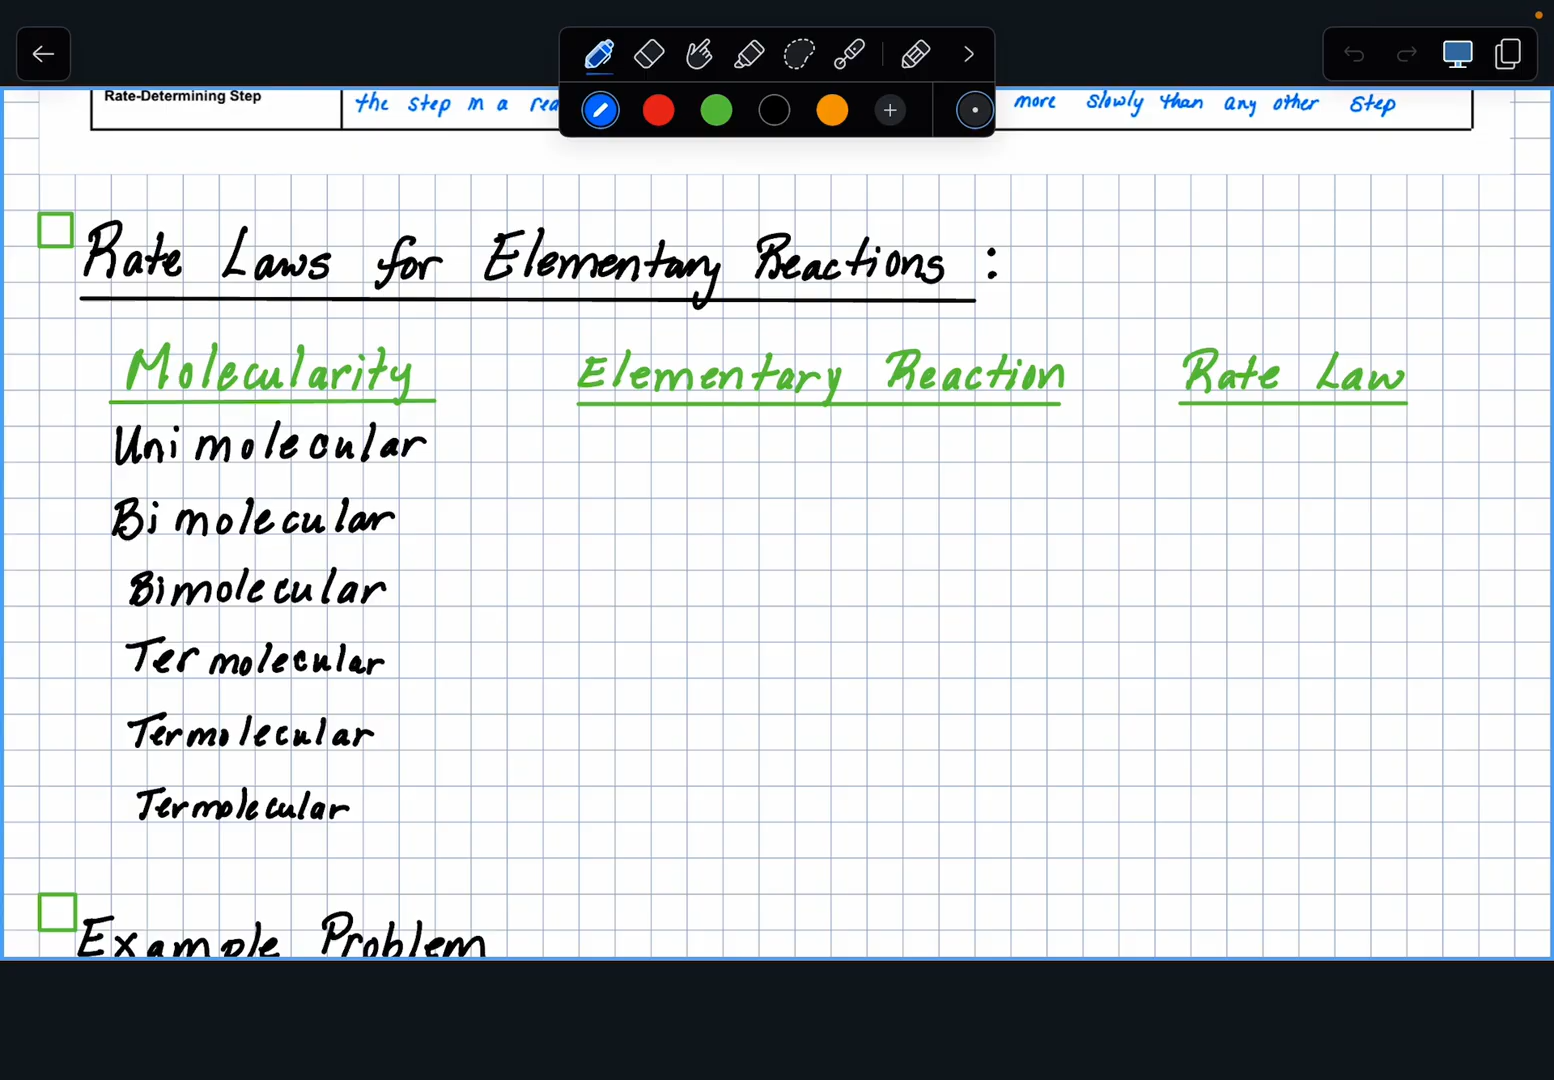 Rate-Determining Step the step in a rea more slowly than any other step
Rate Laws for Elementary Reactions :
Molecularity Elementary Reaction Rate Law
Unimolecular
Bimolecular
Bimolecular
Termolecular
Termolecular
Termolecular
Example Problem